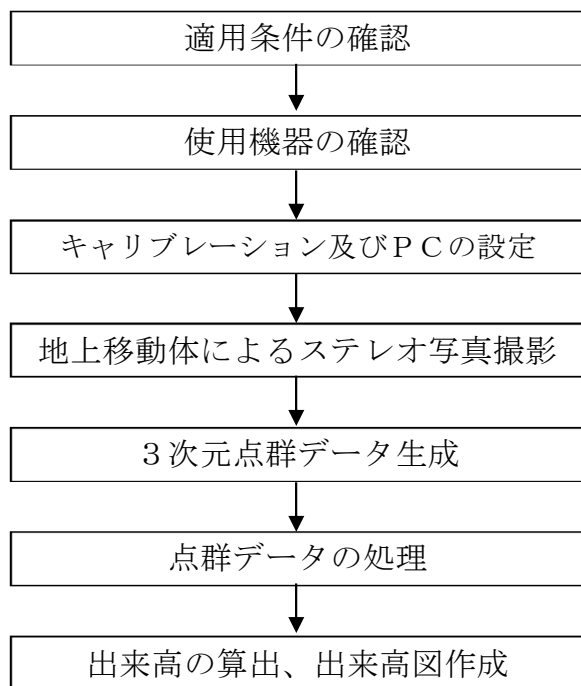 適用条件の確認
使用機器の確認
キャリブレーション及びＰＣの設定
地上移動体によるステレオ写真撮影
３次元点群データ生成
点群データの処理
出来高の算出、出来高図作成